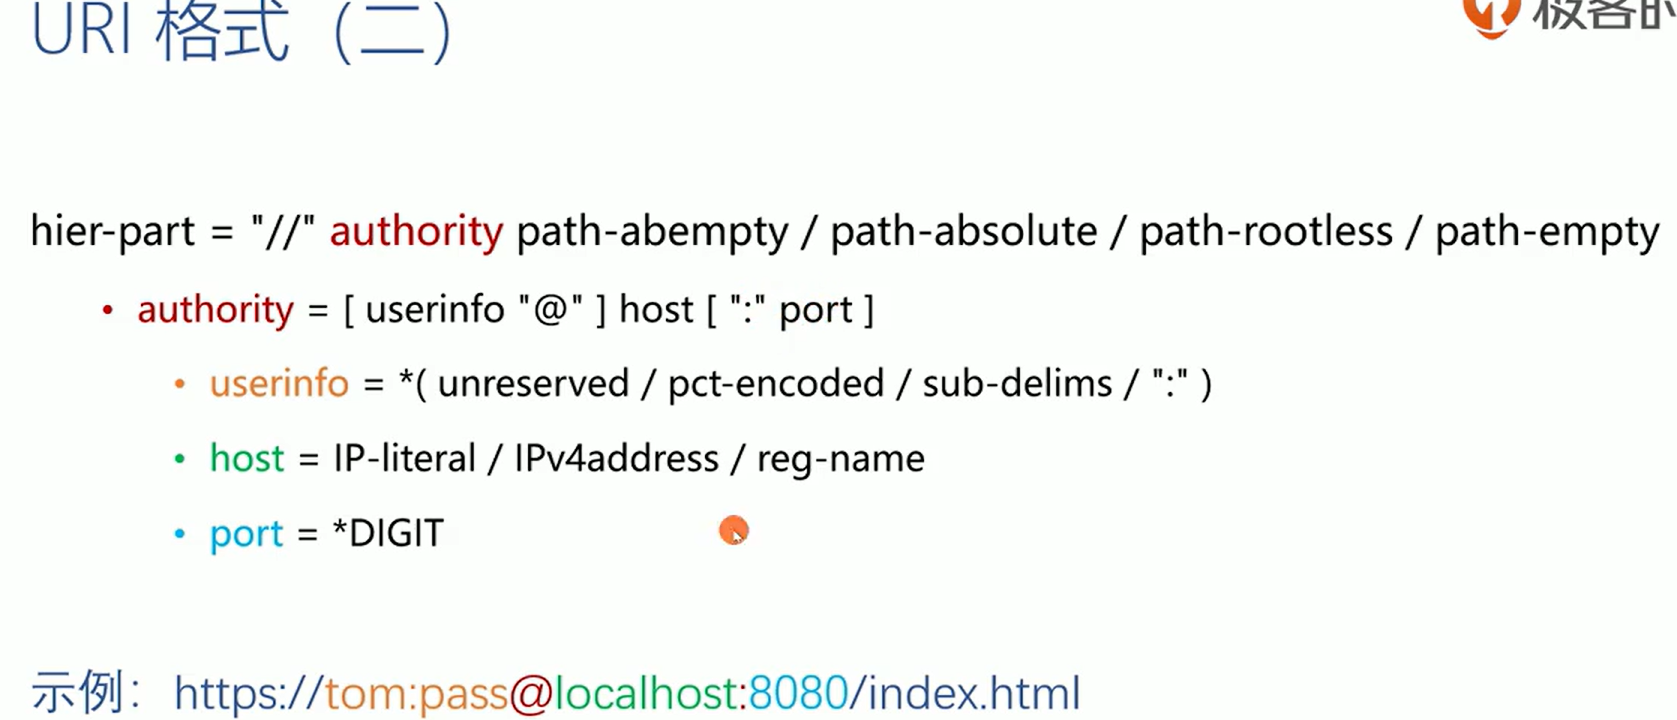 URI 格式（二）
极客时
hier-part = "//" authority path-abempty / path-absolute / path-rootless / path-empty
• authority = [ userinfo "@" ] host [ ":" port ]
• userinfo = *( unreserved / pct-encoded / sub-delims / ":" )
• host = IP-literal / IPv4address / reg-name
• port = *DIGIT
示例：https://tom:pass@localhost:8080/index.html